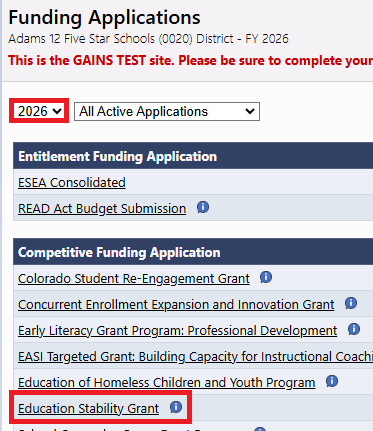 Funding Applications
Adams 12 Five Star Schools (0020) District - FY 2026
This is the GAINS TEST site. Please be sure to complete your
2026 All Active Applications
Entitlement Funding Application
ESEA Consolidated
READ Act Budget Submission
Competitive Funding Application
Colorado Student Re-Engagement Grant
Concurrent Enrollment Expansion and Innovation Grant
Early Literacy Grant Program: Professional Development
EASI Targeted Grant: Building Capacity for Instructional Coachi
Education of Homeless Children and Youth Program
Education Stability Grant